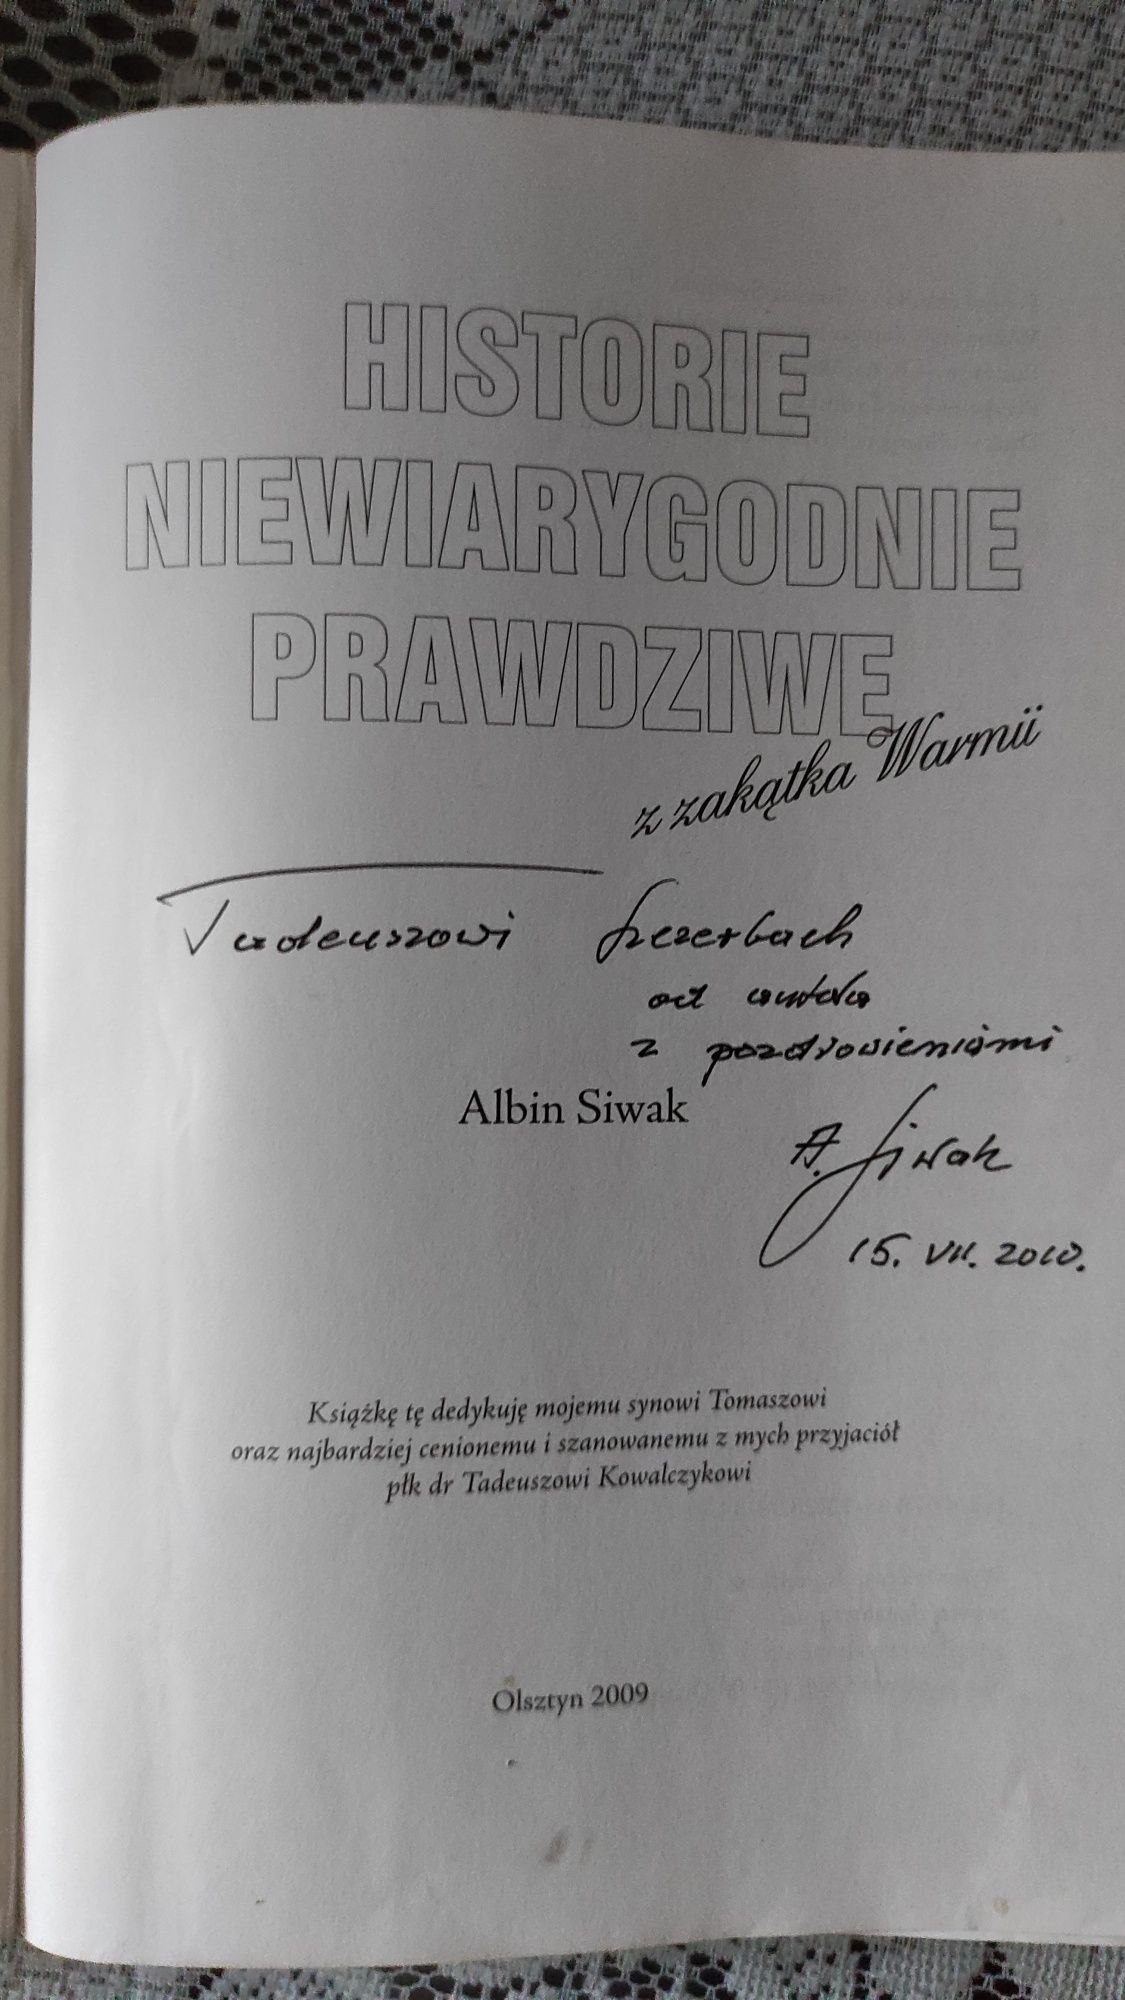 HISTORIE
NIEWIARYGODNIE
PRAWDZIWE
z zakątka Warmii
Tadeuszowi Szczerbach
od autora
z pozdrowieniami
Albin Siwak
A. Siwak
15. VII. 2010.
Książkę tę dedykuję mojemu synowi Tomaszowi
oraz najbardziej cenionemu i szanowanemu z mych przyjaciół
płk dr Tadeuszowi Kowalczykowi
Olsztyn 2009